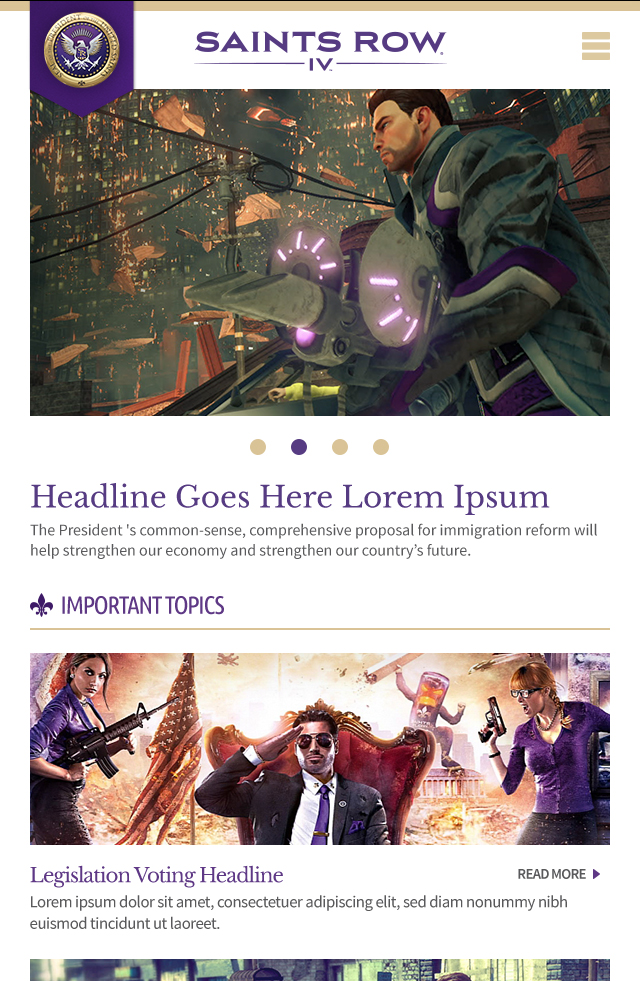 SAINTS ROW
IV
Headline Goes Here Lorem Ipsum
The President 's common-sense, comprehensive proposal for immigration reform will
help strengthen our economy and strengthen our country’s future.
IMPORTANT TOPICS
Legislation Voting Headline
READ MORE
Lorem ipsum dolor sit amet, consectetuer adipiscing elit, sed diam nonummy nibh
euismod tincidunt ut laoreet.